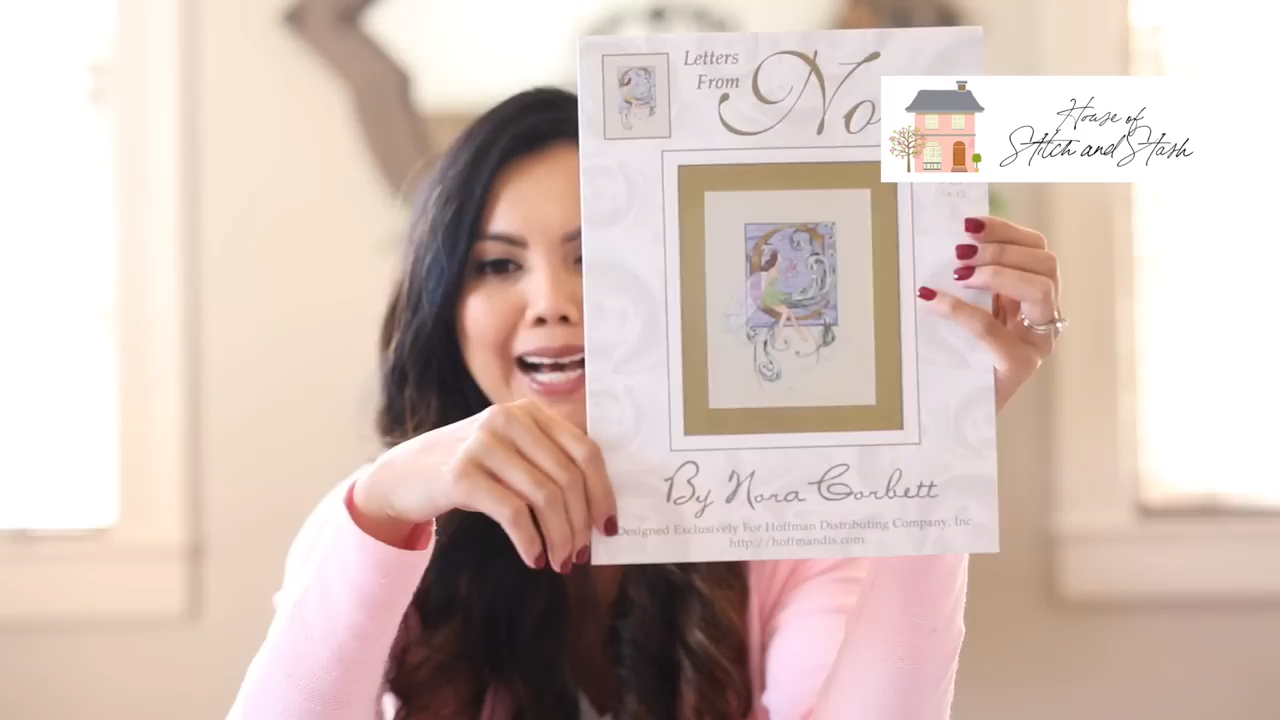 Letters
From No
House of
Stitch and Stash
By Nora Corbett
Designed Exclusively For Hoffman Distributing Company, Inc.
http://hoffmandis.com